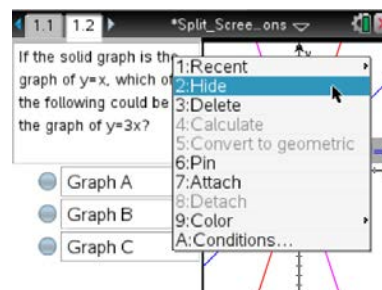 1.1 1.2 *Split_Scree...ons
If the solid graph is the
graph of y=x, which of
the following could be
the graph of y=3x?
Graph A
Graph B
Graph C
y
1:Recent
2:Hide
3:Delete
4:Calculate
5:Convert to geometric
6:Pin
7:Attach
8:Detach
9:Color
A:Conditions...